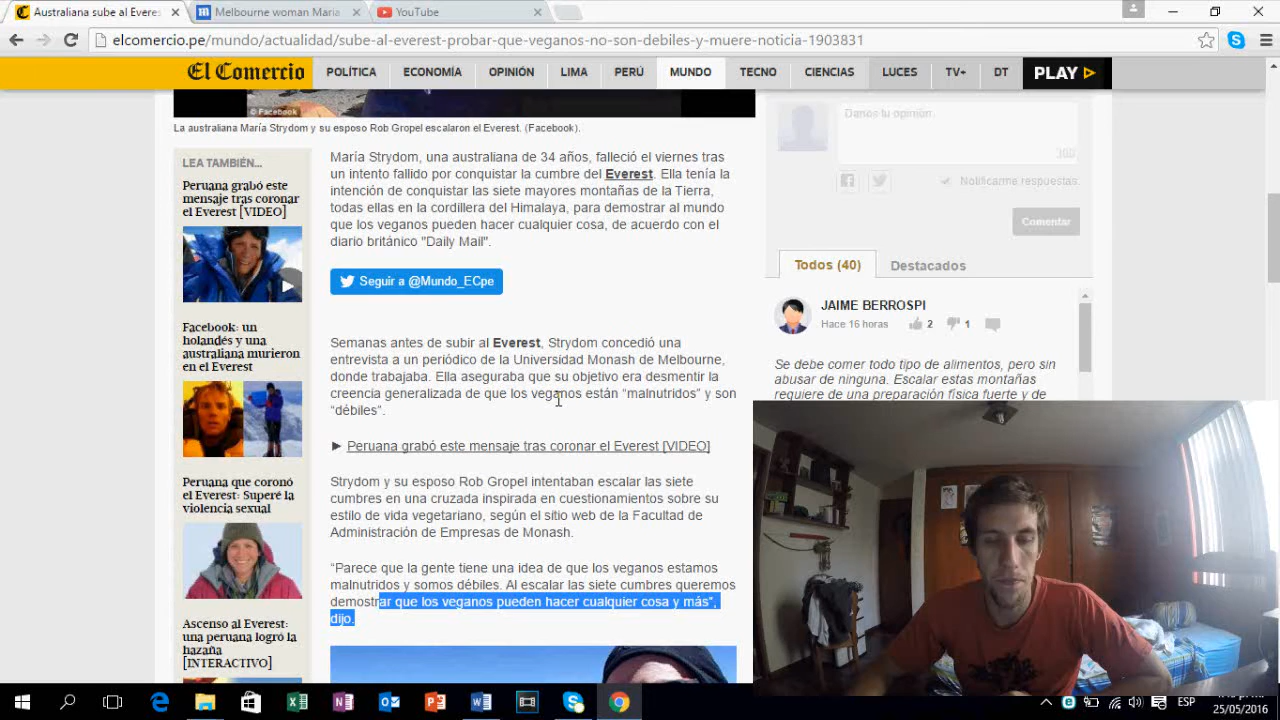 Australiana sube al Everes
Melbourne woman Maria
YouTube
elcomercio.pe/mundo/actualidad/sube-al-everest-probar-que-veganos-no-son-debiles-y-muere-noticia-1903831
El Comercio
POLÍTICA
ECONOMÍA
OPINIÓN
LIMA
PERÚ
MUNDO
TECNO
CIENCIAS
LUCES
TV+
DT
PLAY
© Facebook
La australiana María Strydom y su esposo Rob Gropel escalaron el Everest. (Facebook).
LEA TAMBIÉN...
Peruana grabó este
mensaje tras coronar
el Everest [VIDEO]
Facebook: un
holandés y una
australiana murieron
en el Everest
Peruana que coronó
el Everest: Superé la
violencia sexual
Ascenso al Everest:
una peruana logró la
hazaña
[INTERACTIVO]
María Strydom, una australiana de 34 años, falleció el viernes tras
un intento fallido por conquistar la cumbre del Everest. Ella tenía la
intención de conquistar las siete mayores montañas de la Tierra,
todas ellas en la cordillera del Himalaya, para demostrar al mundo
que los veganos pueden hacer cualquier cosa, de acuerdo con el
diario británico "Daily Mail".
Seguir a @Mundo_ECpe
Semanas antes de subir al Everest, Strydom concedió una
entrevista a un periódico de la Universidad Monash de Melbourne,
donde trabajaba. Ella aseguraba que su objetivo era desmentir la
creencia generalizada de que los veganos están “malnutridos” y son
“débiles”.
► Peruana grabó este mensaje tras coronar el Everest [VIDEO]
Strydom y su esposo Rob Gropel intentaban escalar las siete
cumbres en una cruzada inspirada en cuestionamientos sobre su
estilo de vida vegetariano, según el sitio web de la Facultad de
Administración de Empresas de Monash.
“Parece que la gente tiene una idea de que los veganos estamos
malnutridos y somos débiles. Al escalar las siete cumbres queremos
demostrar que los veganos pueden hacer cualquier cosa y más”,
dijo.
Danos tu opinión.
Notificarme respuestas.
Comentar
Todos (40)
Destacados
JAIME BERROSPI
Hace 16 horas
2
1
Se debe comer todo tipo de alimentos, pero sin
abusar de ninguna. Escalar estas montañas
requiere de una preparación física fuerte y de
ESP
25/05/2016